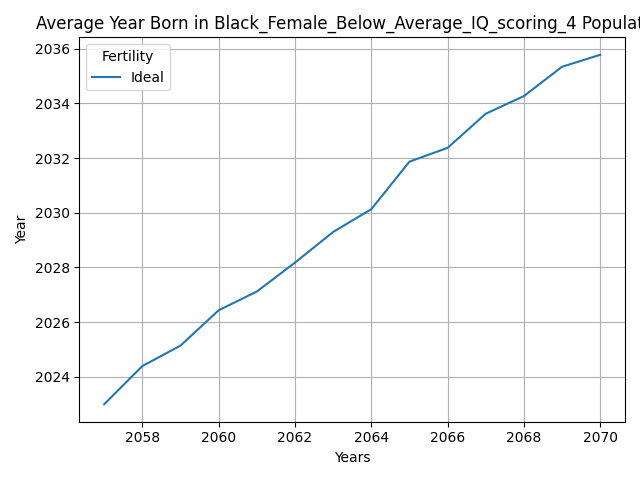 Average Year Born in Black_Female_Below_Average_IQ_scoring_4 Populat
Fertility
Ideal
2036
2034
2032
2030
2028
2026
2024
Year
2058 2060 2062 2064 2066 2068 2070
Years